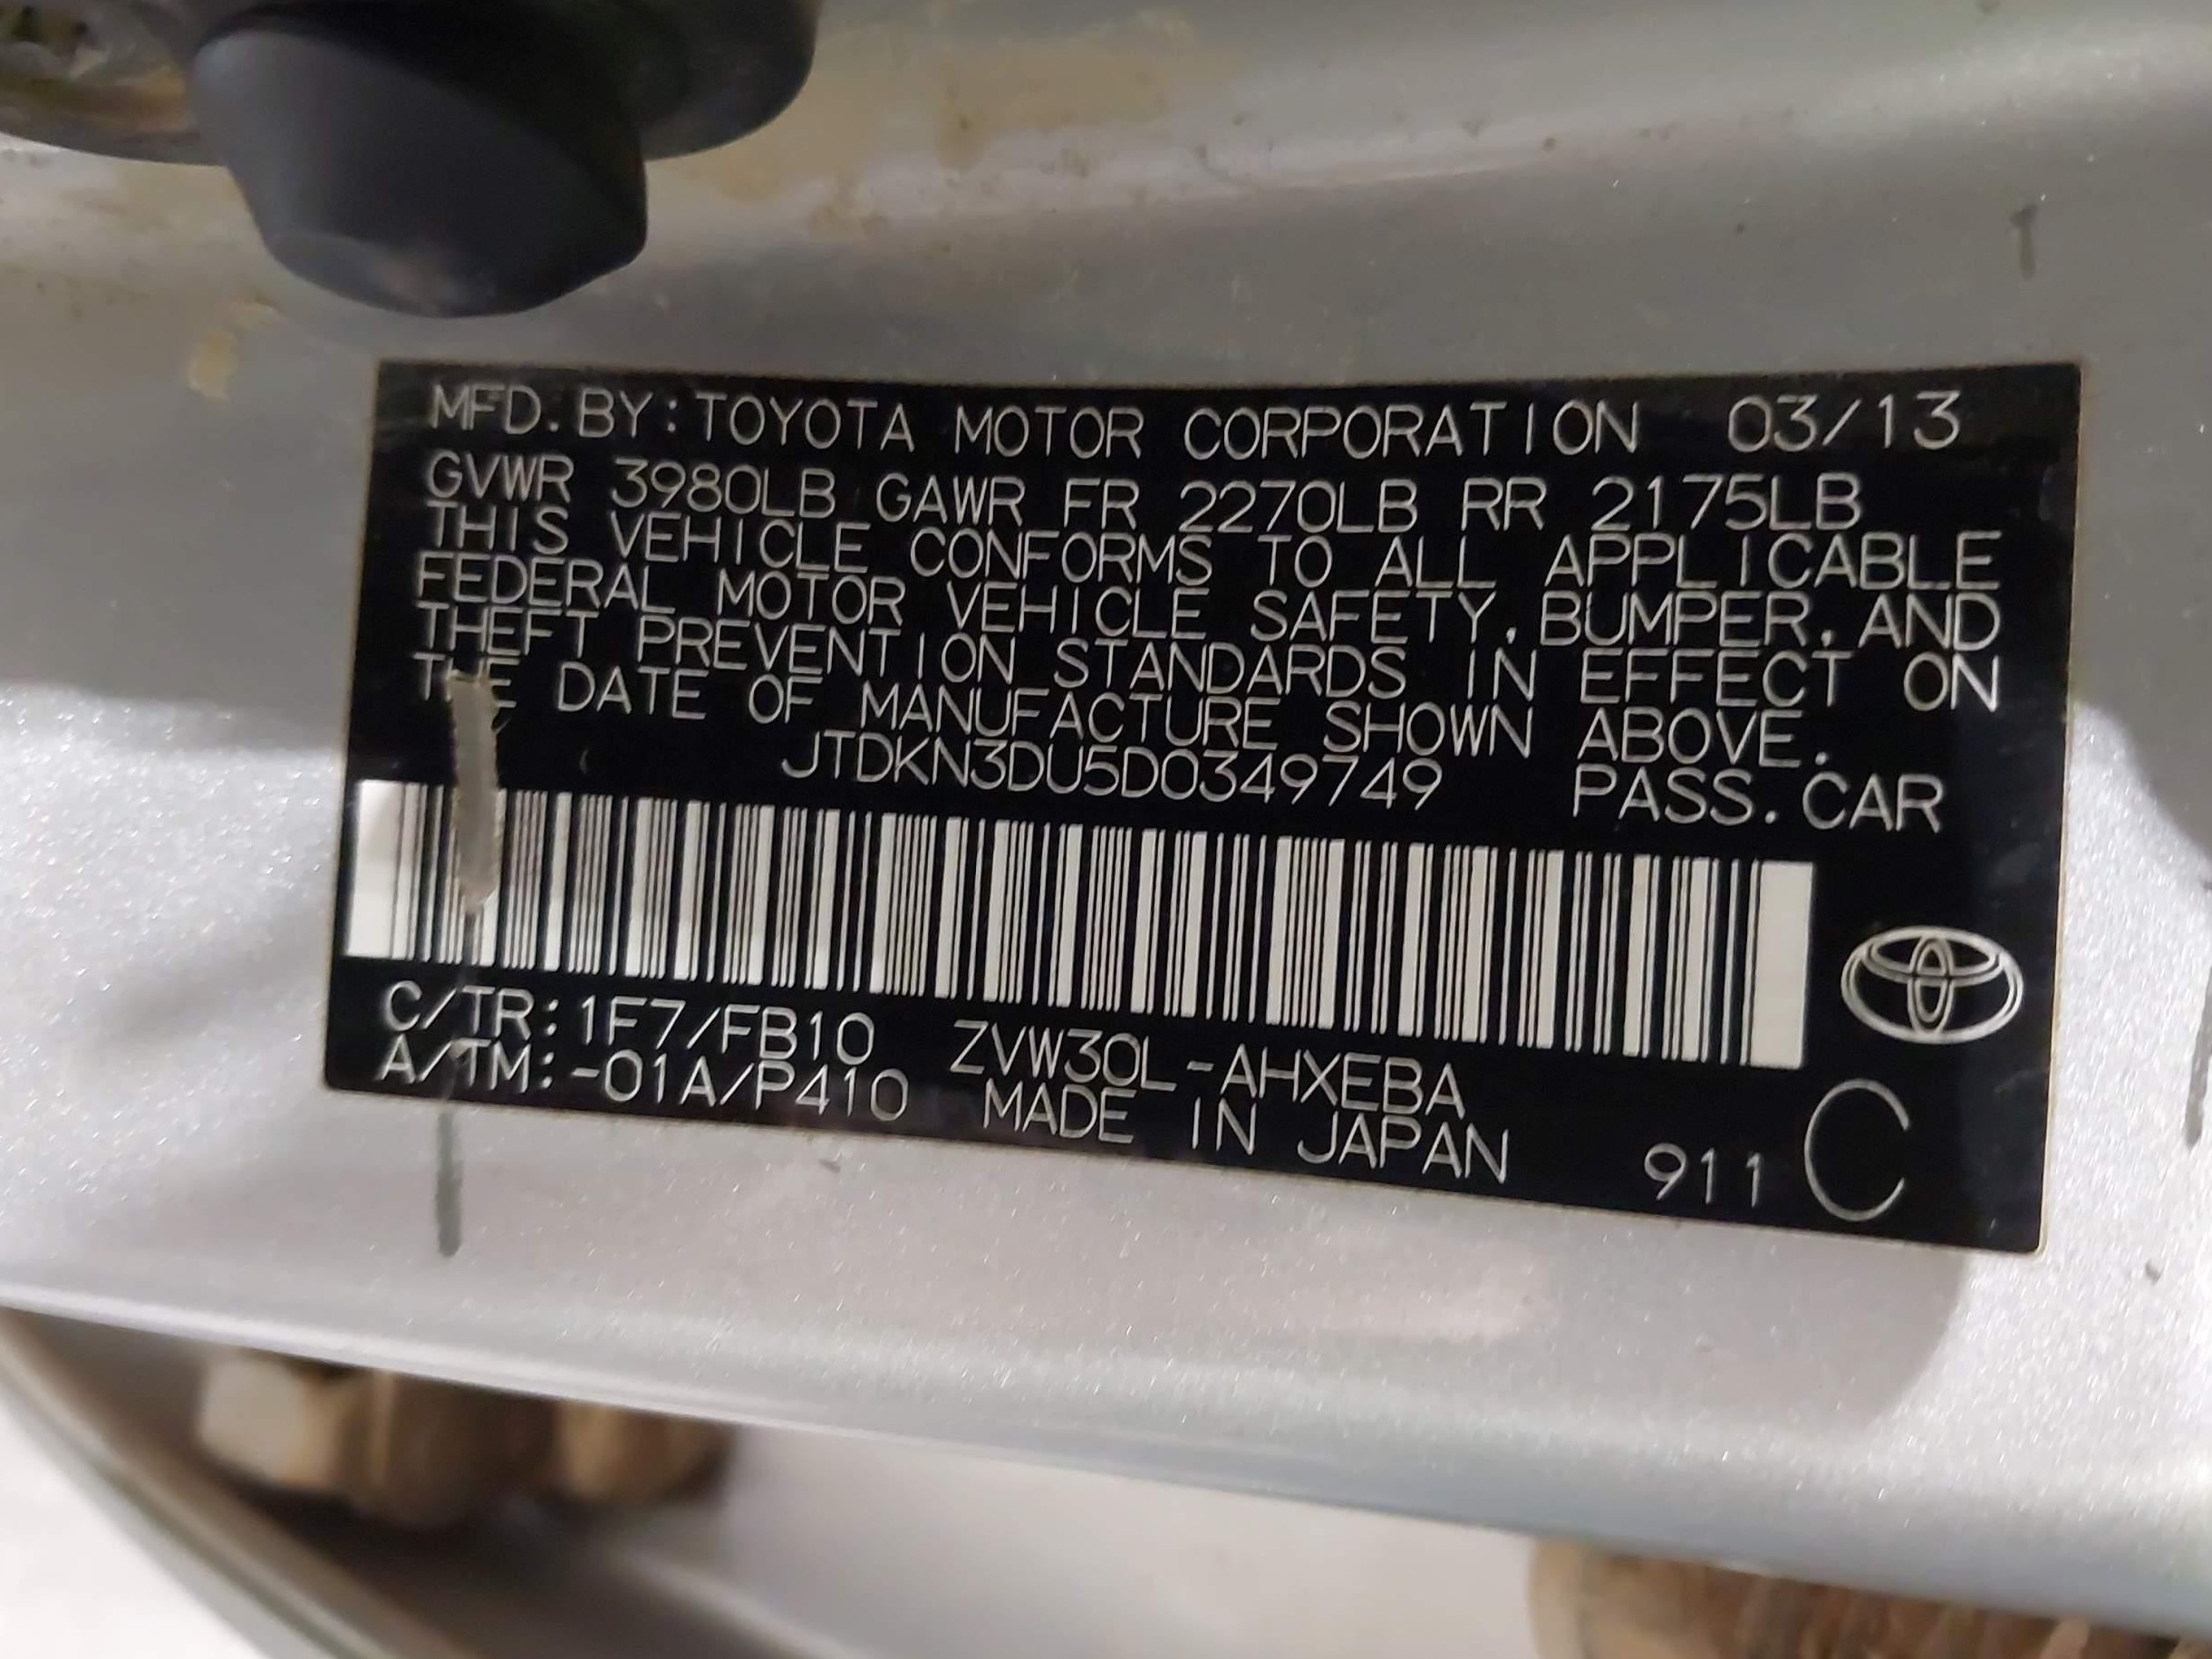 MFD.BY:TOYOTA MOTOR CORPORATION 03/13
GVWR 3980LB GAWR FR 2270LB RR 2175LB
THIS VEHICLE CONFORMS TO ALL APPLICABLE
FEDERAL MOTOR VEHICLE SAFETY, BUMPER, AND
THEFT PREVENTION STANDARDS IN EFFECT ON
THE DATE OF MANUFACTURE SHOWN ABOVE.
JTDKN3DU5D0349749 PASS.CAR
C/TR:1F7/FB10 ZVW30L-AHXEBA
A/TM:-01A/P410 MADE IN JAPAN 911 C